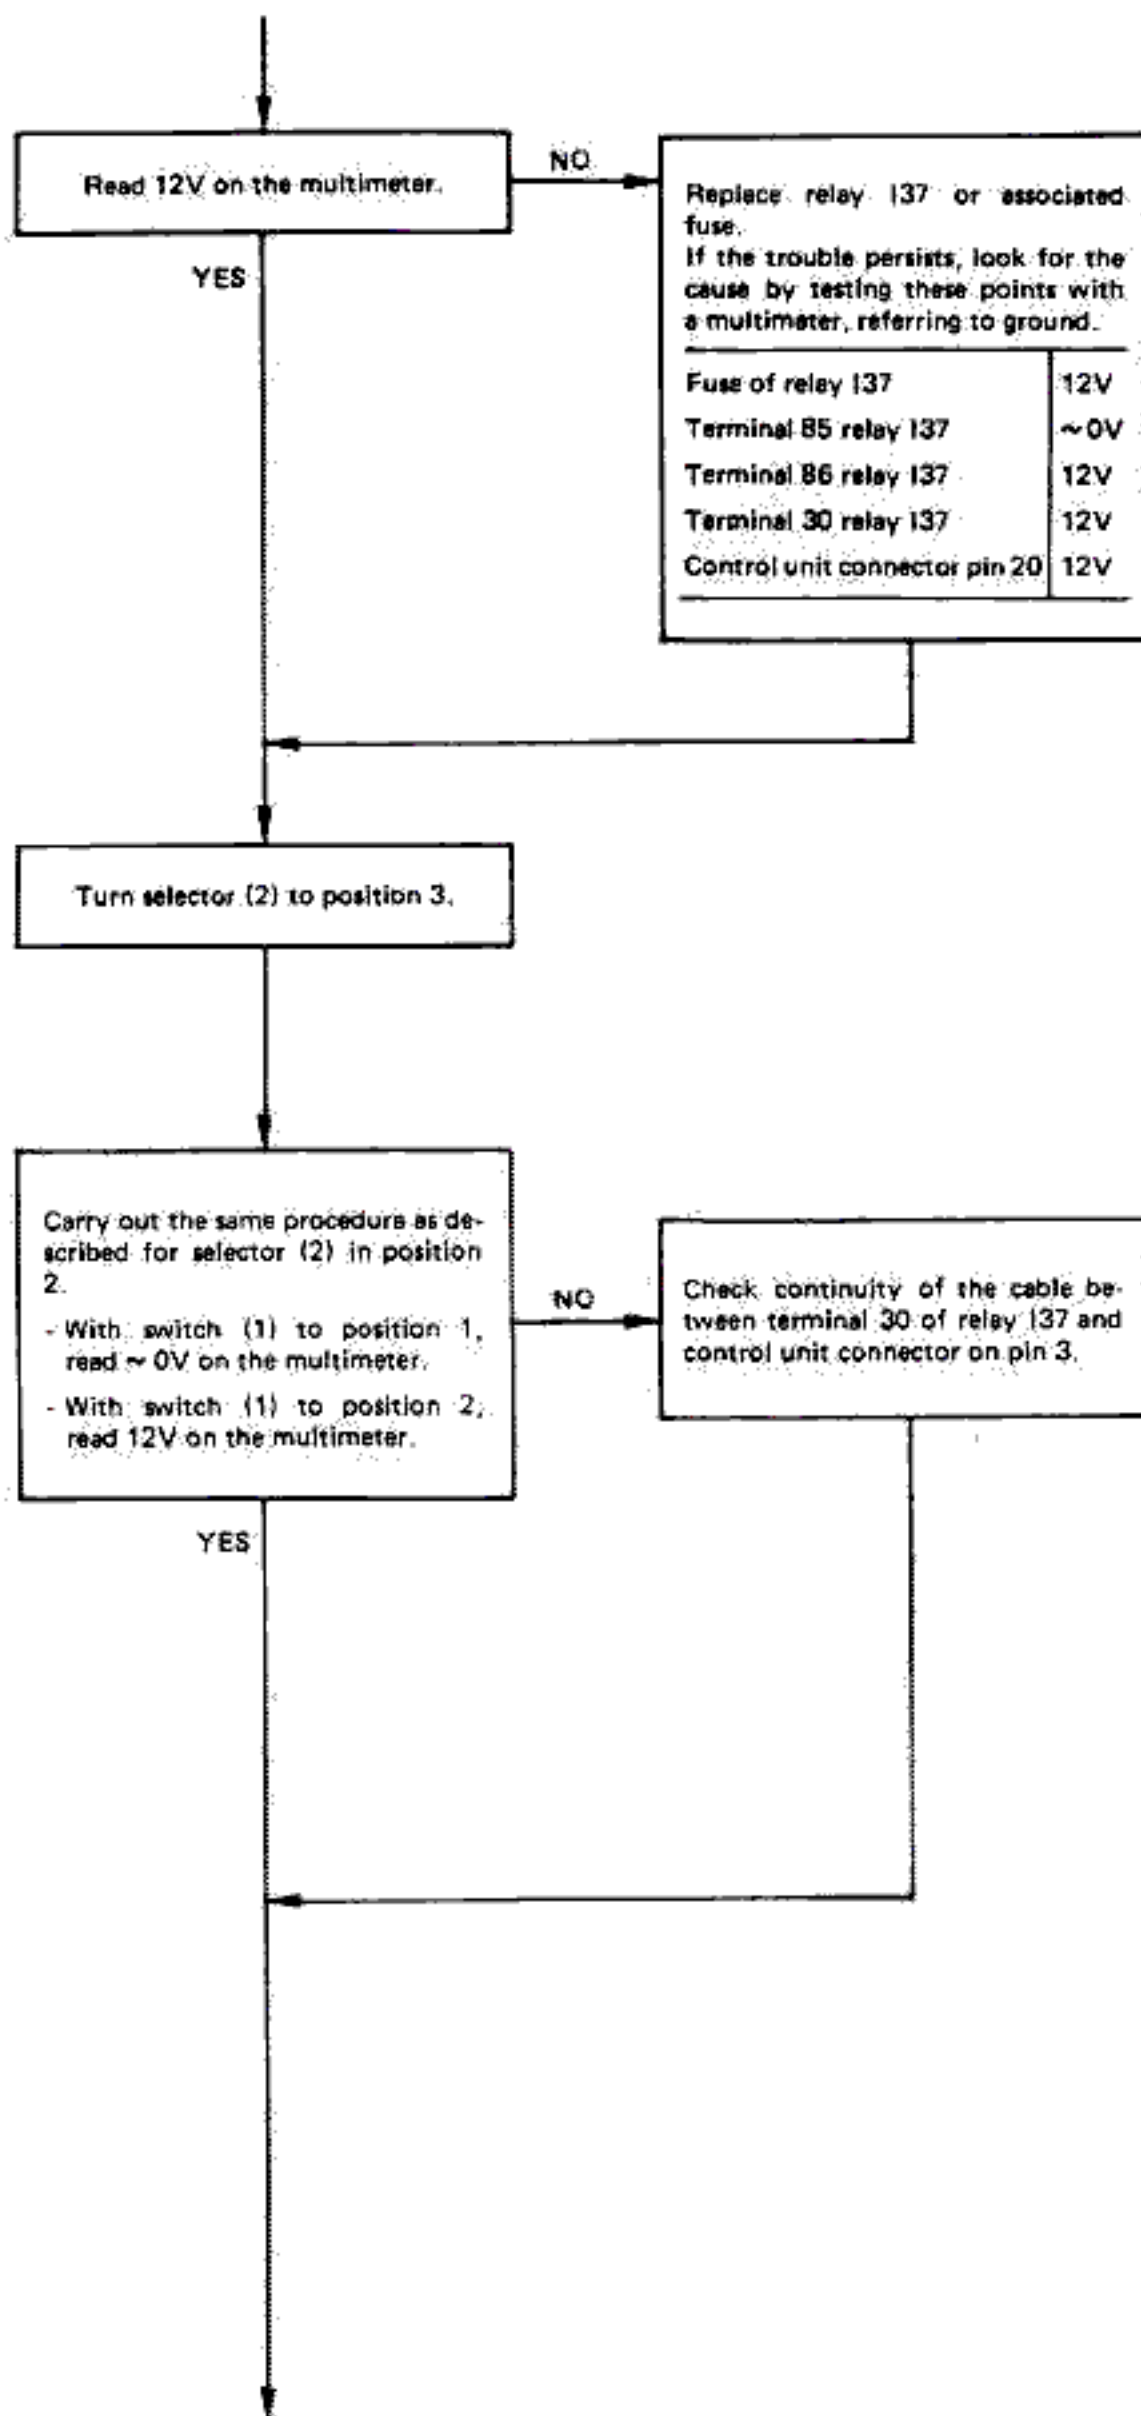 Read 12V on the multimeter.
NO
YES
Replace relay I37 or associated
fuse.
If the trouble persists, look for the
cause by testing these points with
a multimeter, referring to ground.
Fuse of relay I37 12V
Terminal 85 relay I37 ~0V
Terminal 86 relay I37 12V
Terminal 30 relay I37 12V
Control unit connector pin 20 12V
Turn selector (2) to position 3.
Carry out the same procedure as de-
scribed for selector (2) in position
2.
- With switch (1) to position 1,
read ~ 0V on the multimeter.
- With switch (1) to position 2,
read 12V on the multimeter.
NO
YES
Check continuity of the cable be-
tween terminal 30 of relay I37 and
control unit connector on pin 3.